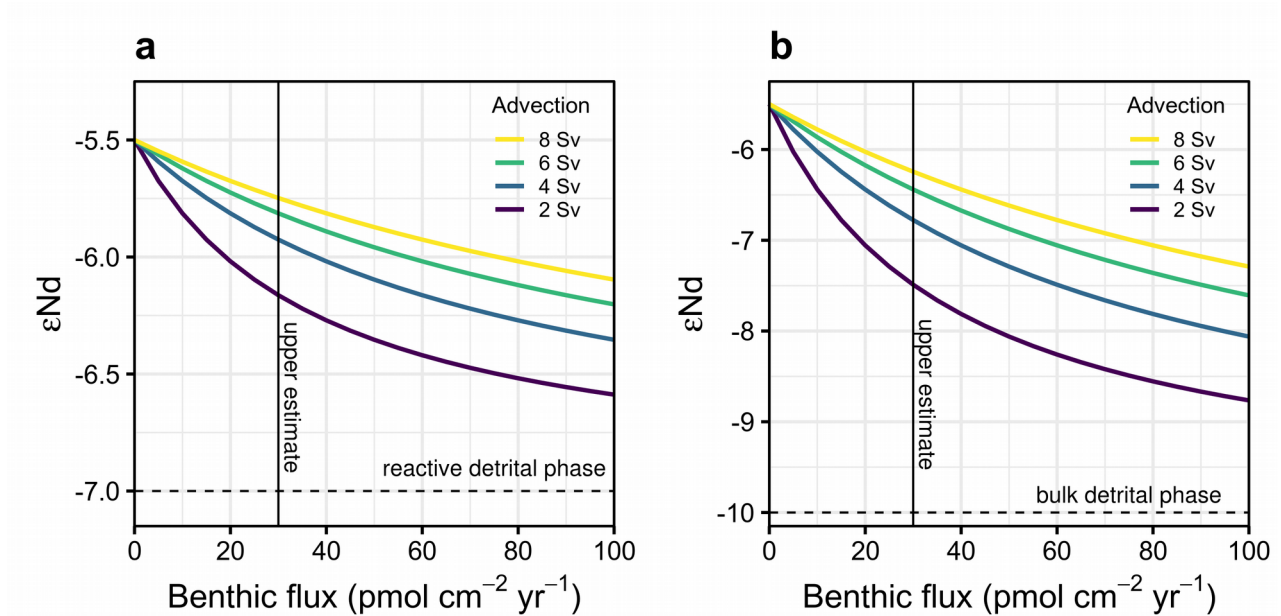 a
Advection
8 Sv
6 Sv
4 Sv
2 Sv
-5.5
-6.0
-6.5
-7.0
εNd
upper estimate
reactive detrital phase
0 20 40 60 80 100
Benthic flux (pmol cm⁻² yr⁻¹)
b
Advection
8 Sv
6 Sv
4 Sv
2 Sv
-6
-7
-8
-9
-10
εNd
upper estimate
bulk detrital phase
0 20 40 60 80 100
Benthic flux (pmol cm⁻² yr⁻¹)